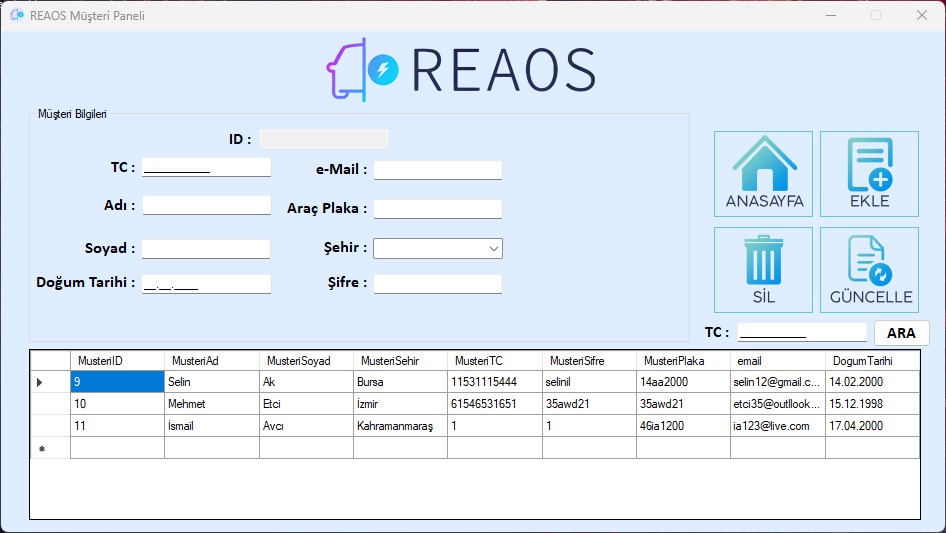 REAOS Müşteri Paneli
REAOS
Müşteri Bilgileri
ID :
TC :
e-Mail :
Adı :
Araç Plaka :
Soyad :
Şehir :
Doğum Tarihi : __.__.____
Şifre :
ANASAYFA
EKLE
SİL
GÜNCELLE
TC :
ARA
MusteriID MusteriAd MusteriSoyad MusteriSehir MusteriTC MusteriSifre MusteriPlaka email DogumTarihi
9 Selin Ak Bursa 11531115444 selinil 14aa2000 selin12@gmail.c... 14.02.2000
10 Mehmet Etci İzmir 61546531651 35awd21 35awd21 etci35@outllook... 15.12.1998
11 İsmail Avcı Kahramanmaraş 1 1 46ia1200 ia123@live.com 17.04.2000